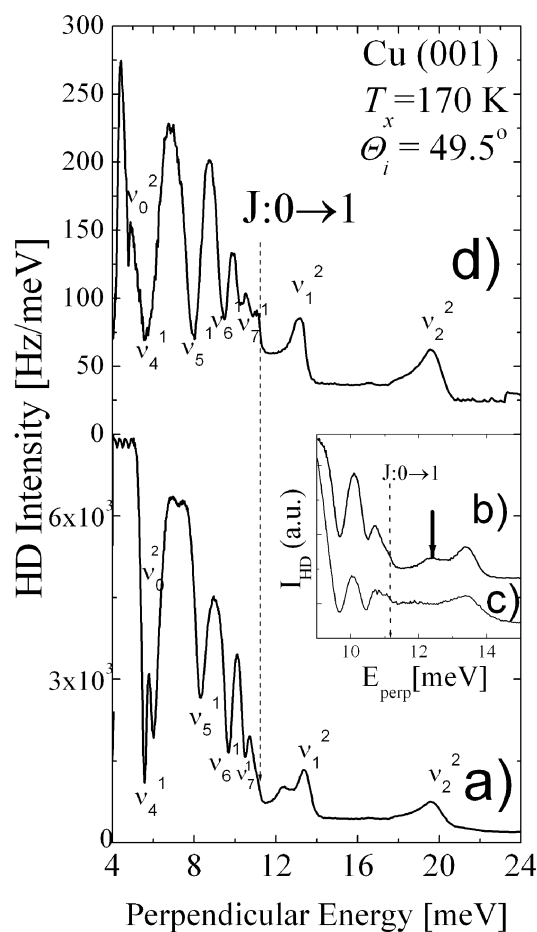 300
250
200
150
100
50
0
6x10³
3x10³
0
HD Intensity [Hz/meV]
Cu (001)
Tₓ=170 K
Θᵢ = 49.5°
J:0→1
d)
ν₀²
ν₄¹
ν₅¹
ν₆¹
ν₇¹
ν₁²
ν₂²
J:0→1
b)
c)
I_HD (a.u.)
10 12 14
E_perp[meV]
ν₀²
ν₄¹
ν₅¹
ν₆¹
ν₇¹
ν₁²
ν₂²
a)
4 8 12 16 20 24
Perpendicular Energy [meV]